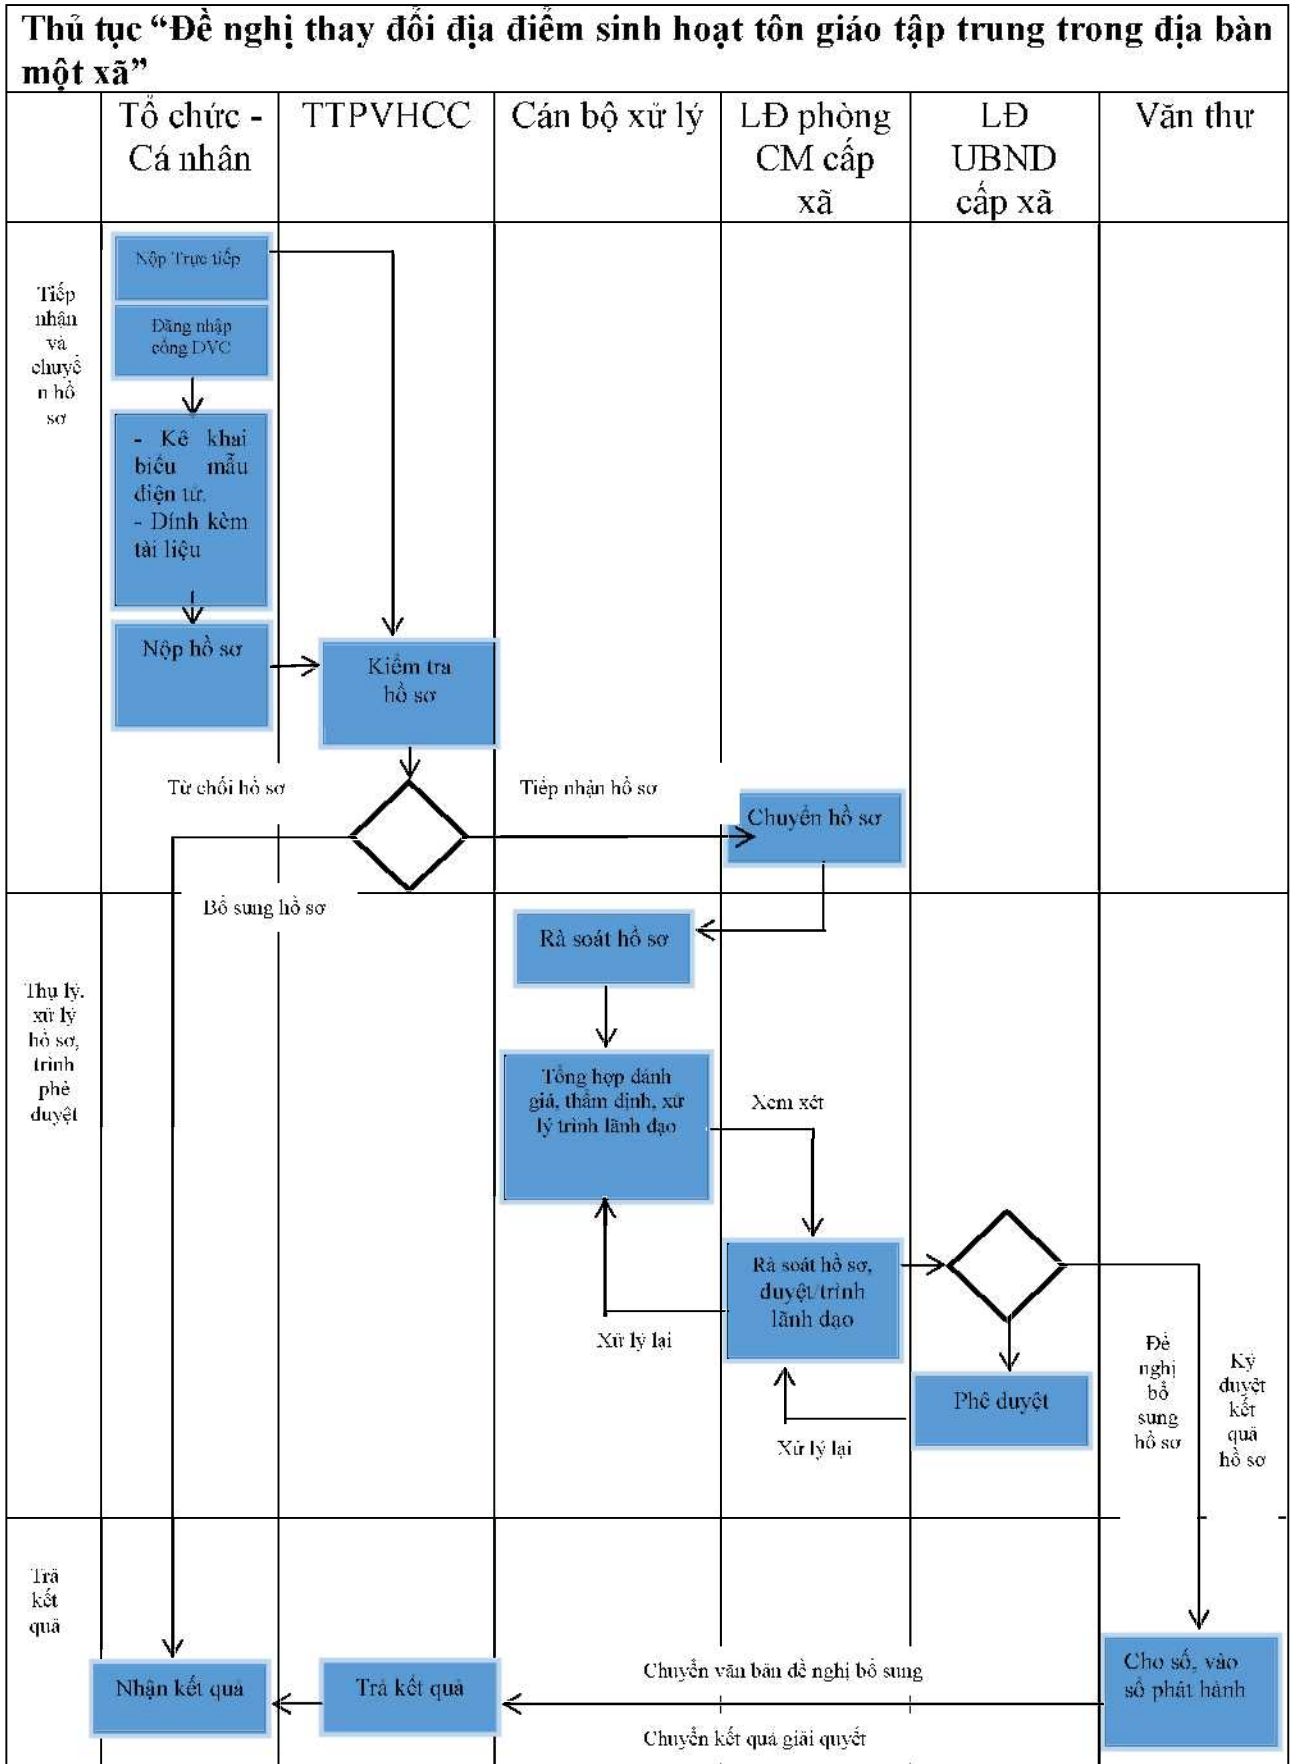 Thủ tục “Đề nghị thay đổi địa điểm sinh hoạt tôn giáo tập trung trong địa bàn
một xã”
Tổ chức -
Cá nhân
TTPVHCC
Cán bộ xử lý
LĐ phòng
CM cấp
xã
LĐ
UBND
cấp xã
Văn thư
Tiếp
nhận
và
chuyể
n hồ
sơ
Nộp Trực tiếp
Đăng nhập
cổng DVC
- Kê khai
biểu mẫu
điện tử.
- Đính kèm
tài liệu
Nộp hồ sơ
Kiểm tra
hồ sơ
Từ chối hồ sơ
Tiếp nhận hồ sơ
Chuyển hồ sơ
Bổ sung hồ sơ
Thụ lý,
xử lý
hồ sơ,
trình
phê
duyệt
Rà soát hồ sơ
Tổng hợp đánh
giá, thẩm định, xử
lý trình lãnh đạo
Xem xét
Rà soát hồ sơ,
duyệt/trình
lãnh đạo
Xử lý lại
Phê duyệt
Xử lý lại
Đề
nghị
bổ
sung
hồ sơ
Ký
duyệt
kết
quả
hồ sơ
Trả
kết
quả
Nhận kết quả
Trả kết quả
Chuyển văn bản đề nghị bổ sung
Chuyển kết quả giải quyết
Cho số, vào
sổ phát hành